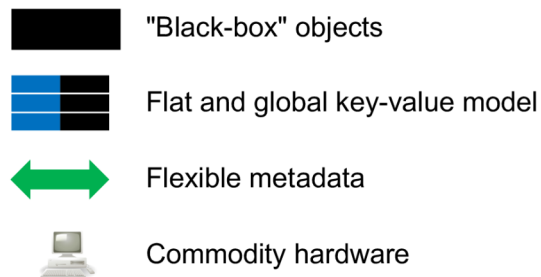 "Black-box" objects
Flat and global key-value model
Flexible metadata
Commodity hardware